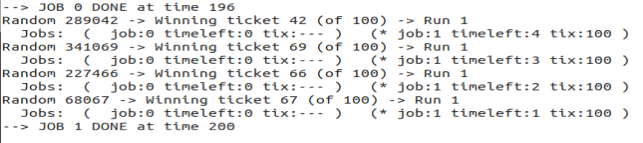 --> JOB 0 DONE at time 196
Random 289042 -> Winning ticket 42 (of 100) -> Run 1
  Jobs:  (  job:0 timeleft:0 tix:--- )   (* job:1 timeleft:4 tix:100 )
Random 341069 -> Winning ticket 69 (of 100) -> Run 1
  Jobs:  (  job:0 timeleft:0 tix:--- )   (* job:1 timeleft:3 tix:100 )
Random 227466 -> Winning ticket 66 (of 100) -> Run 1
  Jobs:  (  job:0 timeleft:0 tix:--- )   (* job:1 timeleft:2 tix:100 )
Random 68067 -> Winning ticket 67 (of 100) -> Run 1
  Jobs:  (  job:0 timeleft:0 tix:--- )   (* job:1 timeleft:1 tix:100 )
--> JOB 1 DONE at time 200